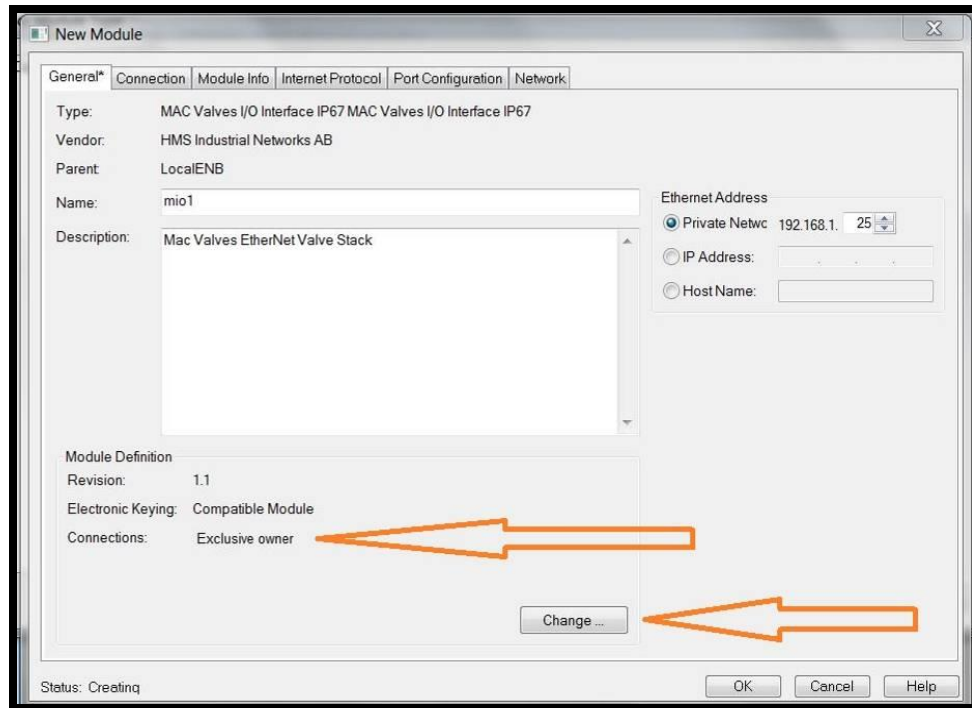 New Module
General* Connection Module Info Internet Protocol Port Configuration Network
Type: MAC Valves I/O Interface IP67 MAC Valves I/O Interface IP67
Vendor: HMS Industrial Networks AB
Parent: LocalENB
Name: mio1
Description: Mac Valves EtherNet Valve Stack
Ethernet Address
Private Netwc 192.168.1. 25
IP Address: . . .
Host Name:
Module Definition
Revision: 1.1
Electronic Keying: Compatible Module
Connections: Exclusive owner
Change ...
Status: Creating
OK Cancel Help